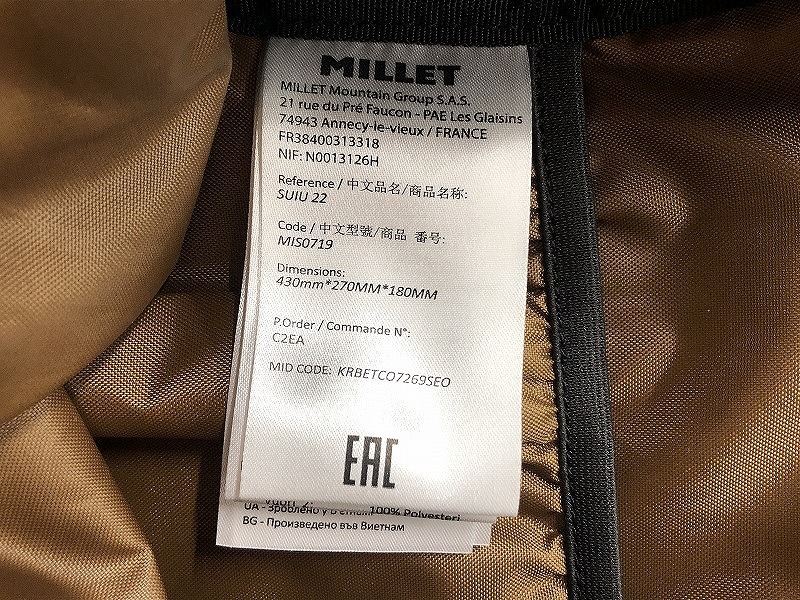 MILLET
MILLET Mountain Group S.A.S.
21 rue du Pré Faucon - PAE Les Glaisins
74943 Annecy-le-vieux / FRANCE
FR38400313318
NIF: N0013126H
Reference / 中文品名/商品名称:
SUIU 22
Code / 中文型號/商品 番号:
MIS0719
Dimensions:
430mm*270MM*180MM
P.Order / Commande N°:
C2EA
MID CODE: KRBETCO7269SEO
EAC
100% Polyesteri
UA - Зроблено у
BG - Произведено във Виетнам